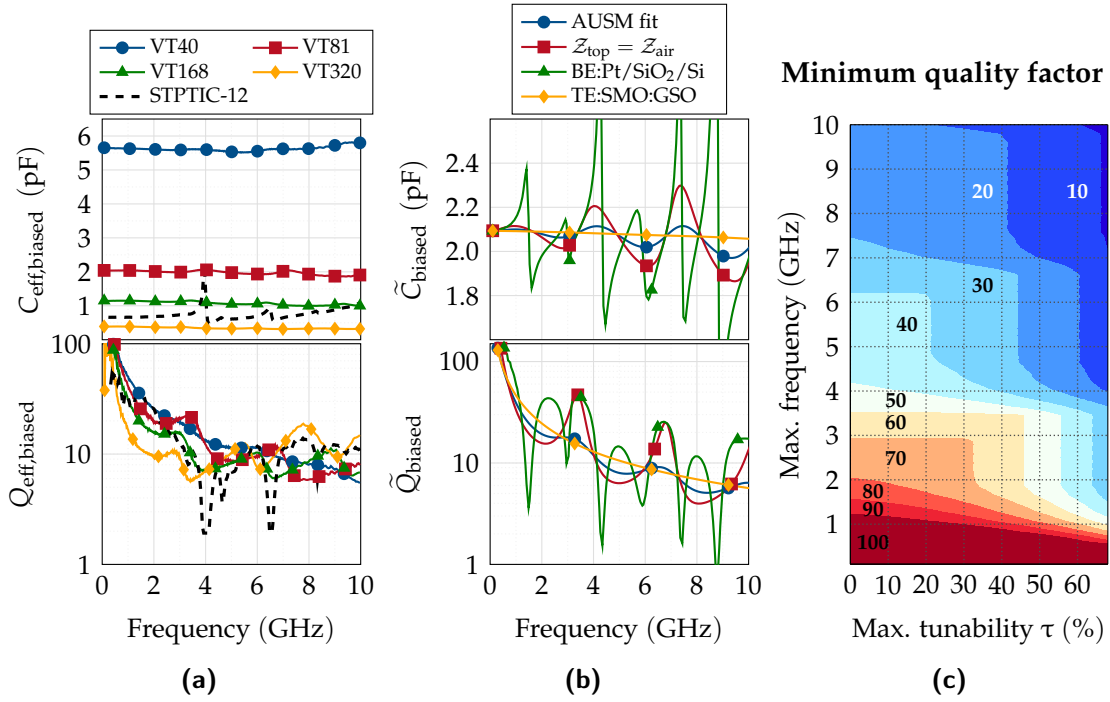 VT40
VT81
VT168
VT320
STPTIC-12
6
5
4
3
2
1
C_eff,biased (pF)
100
10
1
Q_eff,biased
0 2 4 6 8 10
Frequency (GHz)
(a)
AUSM fit
𝒵_top = 𝒵_air
BE:Pt/SiO₂/Si
TE:SMO:GSO
2.4
2.2
2.0
1.8
C̃_biased (pF)
100
10
1
Q̃_biased
0 2 4 6 8 10
Frequency (GHz)
(b)
Minimum quality factor
10
9
8
7
6
5
4
3
2
1
Max. frequency (GHz)
20
10
30
40
50
60
70
80
90
100
0 10 20 30 40 50 60
Max. tunability τ (%)
(c)